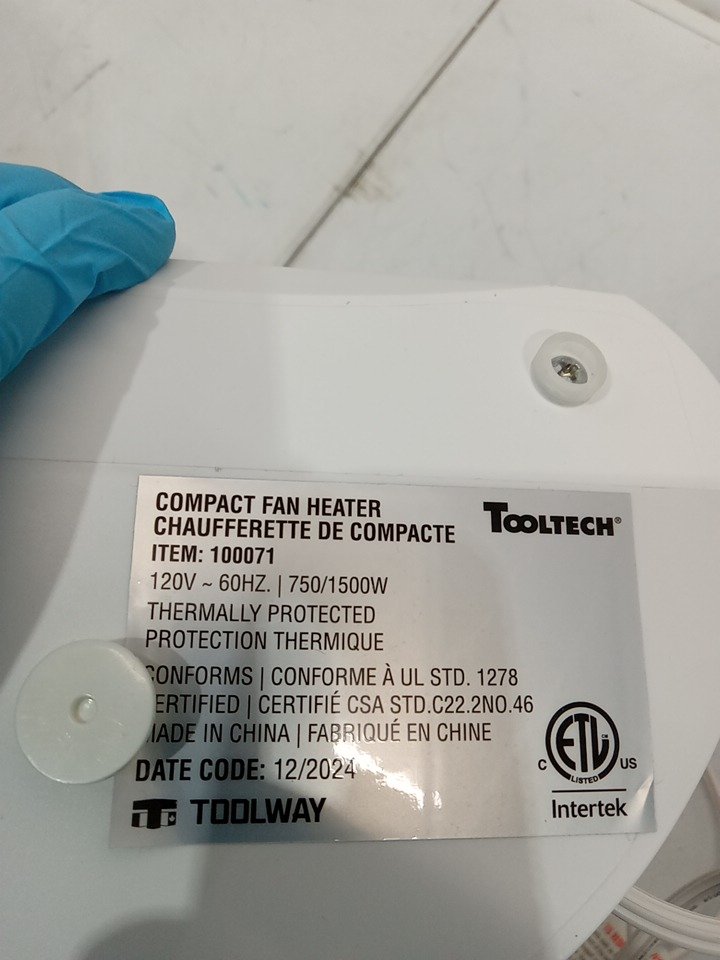 COMPACT FAN HEATER
CHAUFFERETTE DE COMPACTE
TOOLTECH®
ITEM: 100071
120V ~ 60HZ. | 750/1500W
THERMALLY PROTECTED
PROTECTION THERMIQUE
CONFORMS | CONFORME À UL STD. 1278
ERTIFIED | CERTIFIÉ CSA STD.C22.2NO.46
MADE IN CHINA | FABRIQUÉ EN CHINE
DATE CODE: 12/2024
TOOLWAY
ETL CM
C LISTED US
Intertek